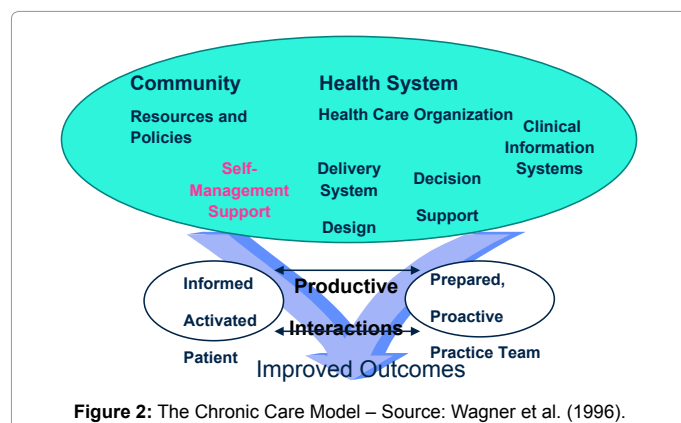 Community
Health System
Resources and
Policies
Health Care Organization
Clinical
Information
Systems
Self-
Management
Support
Delivery
System
Design
Decision
Support
Informed
Activated
Patient
Productive
Interactions
Prepared,
Proactive
Practice Team
Improved Outcomes
Figure 2: The Chronic Care Model – Source: Wagner et al. (1996).